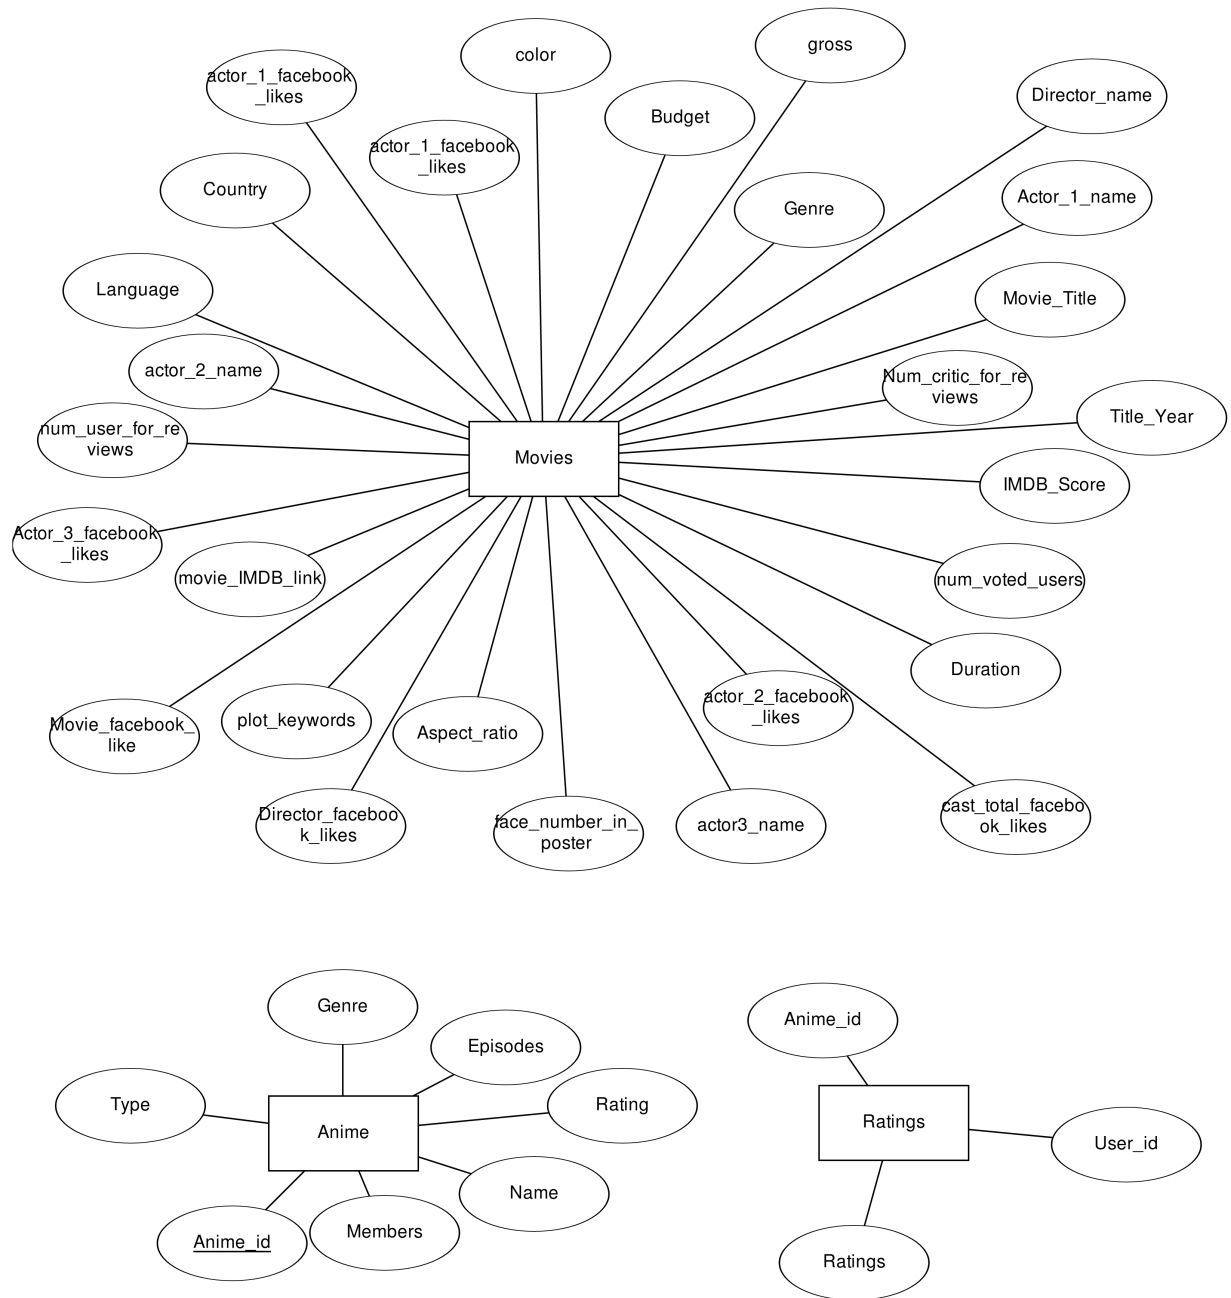 gross
color
actor_1_facebook
_likes
Director_name
Budget
actor_1_facebook
_likes
Country
Actor_1_name
Genre
Language
Movie_Title
actor_2_name
Num_critic_for_re
views
Title_Year
num_user_for_re
views
Movies
IMDB_Score
Actor_3_facebook
_likes
movie_IMDB_link
num_voted_users
Duration
actor_2_facebook
_likes
Movie_facebook_
like
plot_keywords
Aspect_ratio
Director_faceboo
k_likes
face_number_in_
poster
actor3_name
cast_total_facebo
ok_likes
Genre
Anime_id
Episodes
Type
Rating
Anime
Ratings
User_id
Name
Members
Anime_id
Ratings